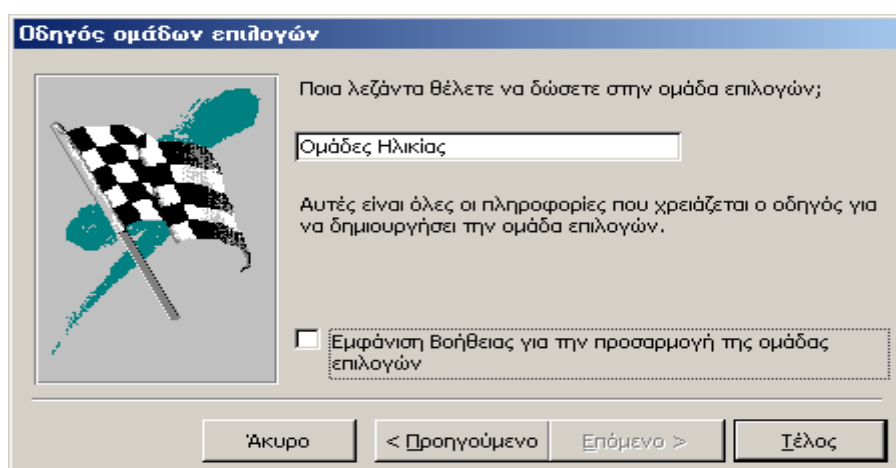 Οδηγός ομάδων επιλογών
Ποια λεζάντα θέλετε να δώσετε στην ομάδα επιλογών;
Ομάδες Ηλικίας
Αυτές είναι όλες οι πληροφορίες που χρειάζεται ο οδηγός για
να δημιουργήσει την ομάδα επιλογών.
Εμφάνιση Βοήθειας για την προσαρμογή της ομάδας
επιλογών
Άκυρο
< Προηγούμενο
Επόμενο >
Τέλος